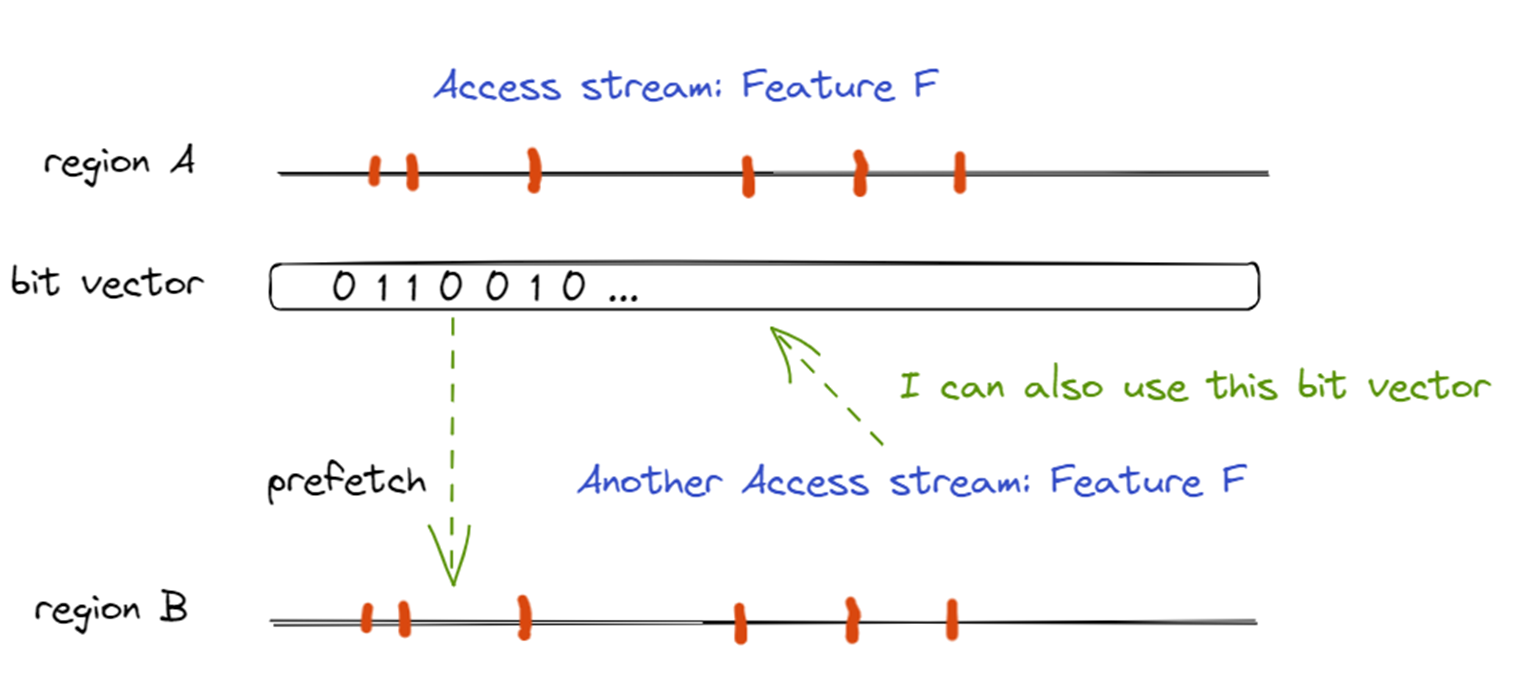 Access stream: Feature F
region A
bit vector
0 1 1 0 0 1 0 ...
I can also use this bit vector
prefetch
Another Access stream: Feature F
region B